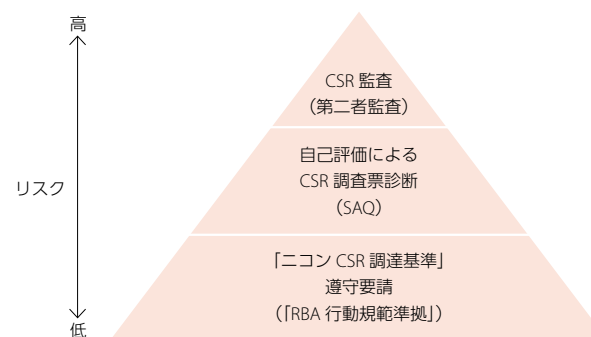 高
リスク
低
CSR 監査
（第二者監査）
自己評価による
CSR 調査票診断
（SAQ）
「ニコン CSR 調達基準」
遵守要請
（「RBA 行動規範準拠」）